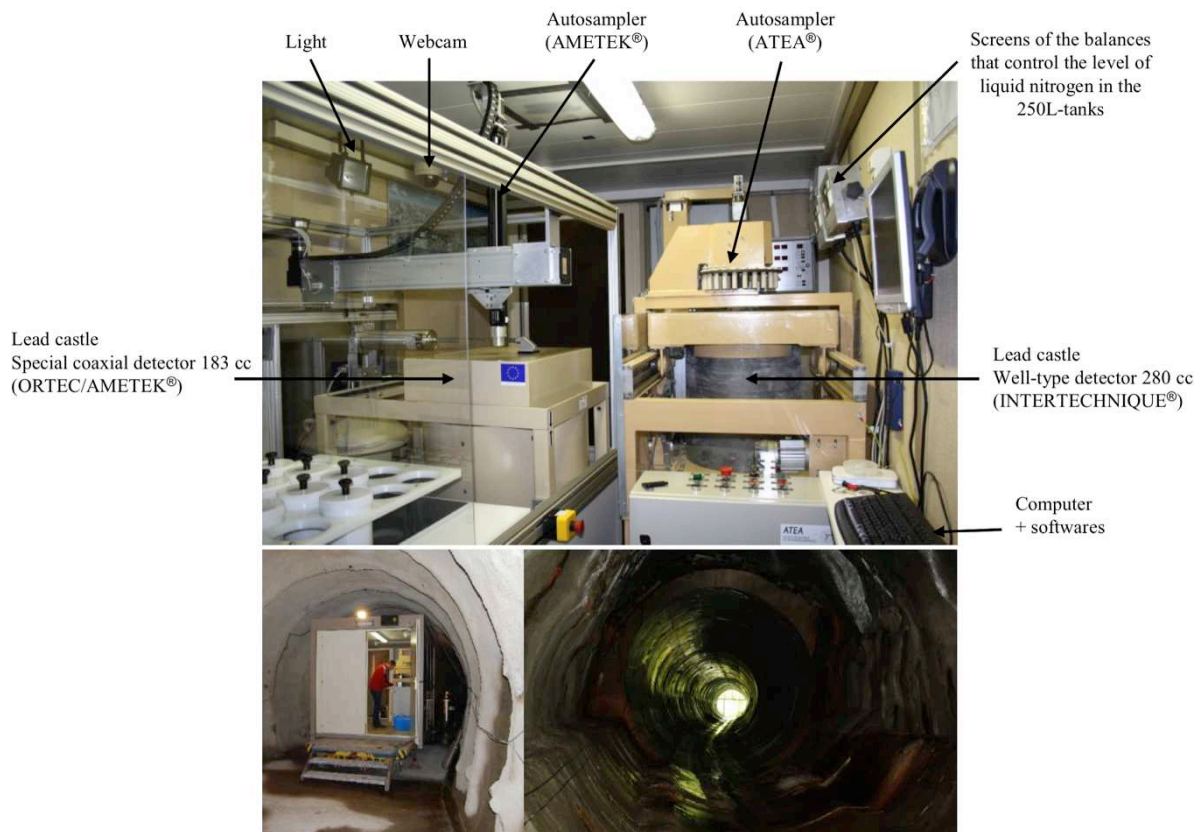 Light
Webcam
Autosampler
(AMETEK®)
Autosampler
(ATEA®)
Screens of the balances
that control the level of
liquid nitrogen in the
250L-tanks
Lead castle
Special coaxial detector 183 cc
(ORTEC/AMETEK®)
Lead castle
Well-type detector 280 cc
(INTERTECHNIQUE®)
Computer
+ softwares
ATEA